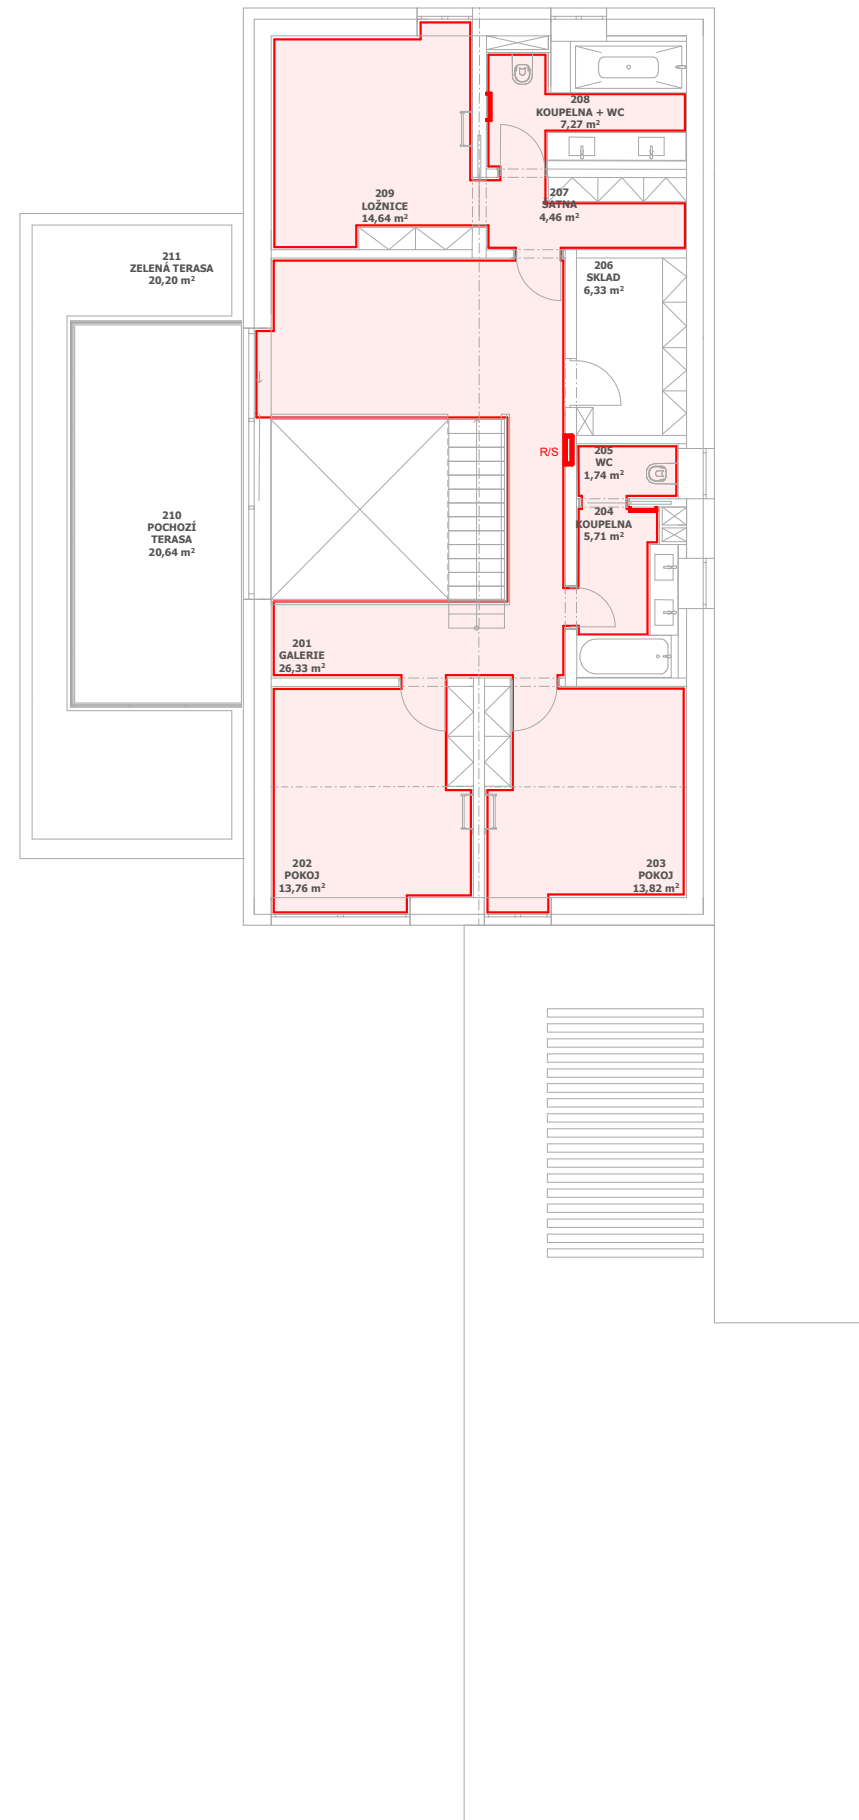 208
KOUPELNA + WC
7,27 m²
207
ŠATNA
4,46 m²
209
LOŽNICE
14,64 m²
211
ZELENÁ TERASA
20,20 m²
206
SKLAD
6,33 m²
R/S
205
WC
1,74 m²
204
KOUPELNA
5,71 m²
210
POCHOZÍ
TERASA
20,64 m²
201
GALERIE
26,33 m²
202
POKOJ
13,76 m²
203
POKOJ
13,82 m²